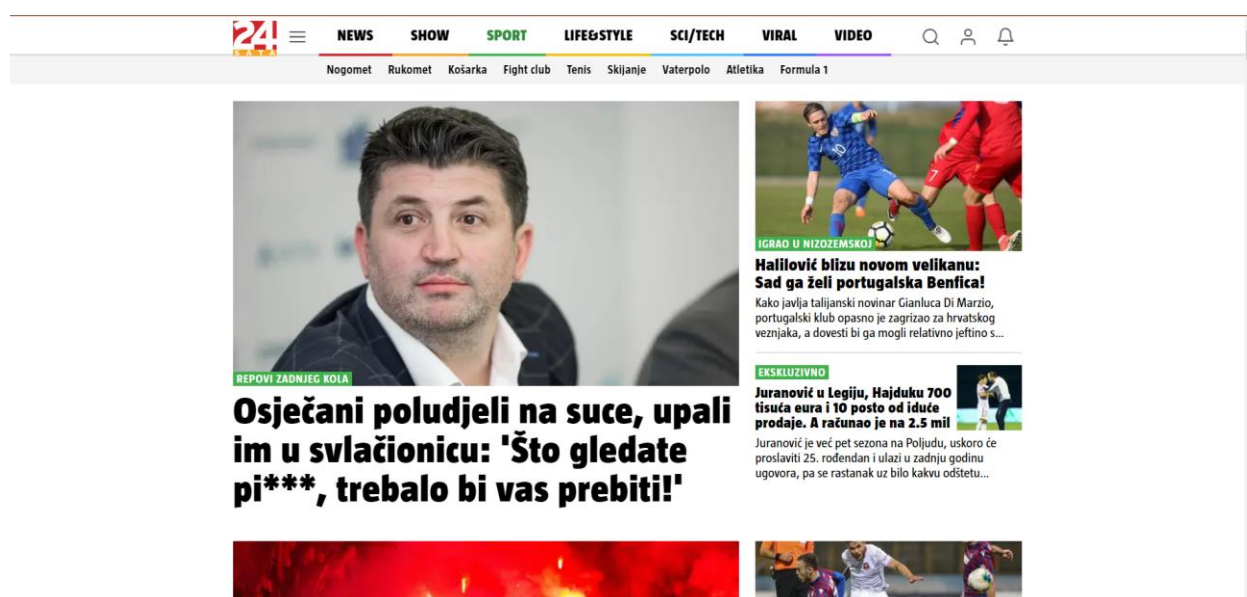 24
SATA
NEWS SHOW SPORT LIFE&STYLE SCI/TECH VIRAL VIDEO
Nogomet Rukomet Košarka Fight club Tenis Skijanje Vaterpolo Atletika Formula 1
REPOVI ZADNJEG KOLA
Osječani poludjeli na suce, upali
im u svlačionicu: 'Što gledate
pi***, trebalo bi vas prebiti!'
10
7
IGRAO U NIZOZEMSKOJ
Halilović blizu novom velikanu:
Sad ga želi portugalska Benfica!
Kako javlja talijanski novinar Gianluca Di Marzio,
portugalski klub opasno je zagrizao za hrvatskog
veznjaka, a dovesti bi ga mogli relativno jeftino s...
EKSKLUZIVNO
Juranović u Legiju, Hajduku 700
tisuća eura i 10 posto od iduće
prodaje. A računao je na 2.5 mil
Juranović je već pet sezona na Poljudu, uskoro će
proslaviti 25. rođendan i ulazi u zadnju godinu
ugovora, pa se rastanak uz bilo kakvu odštetu...